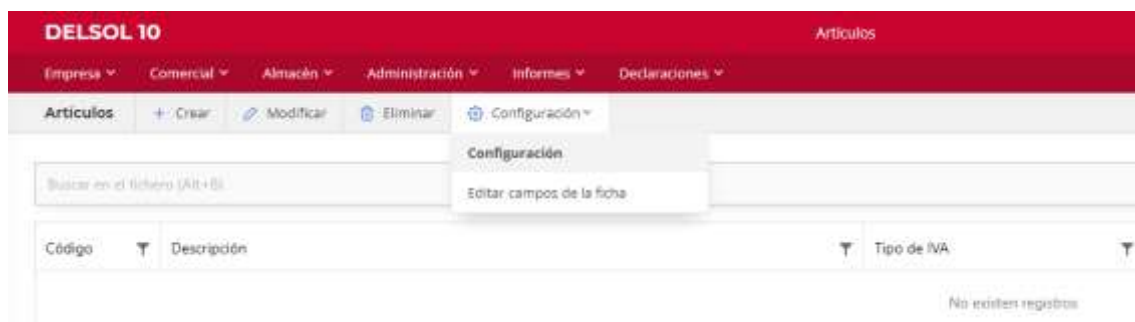 DELSOL 10 Artículos
Empresa Comercial Almacén Administración Informes Declaraciones
Artículos + Crear Modificar Eliminar Configuración
Configuración
Buscar en el fichero (Alt+B)
Editar campos de la ficha
Código Descripción Tipo de IVA
No existen registros